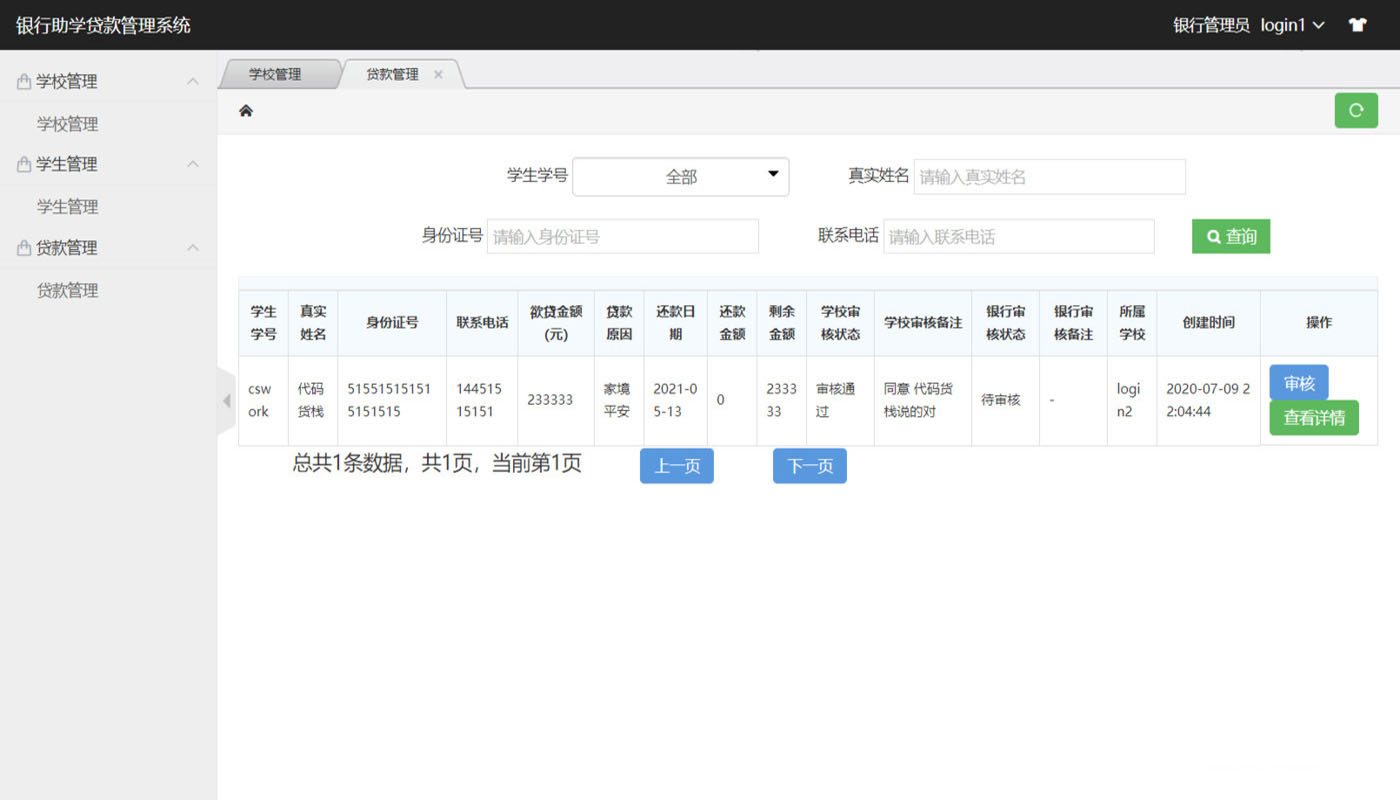 银行助学贷款管理系统
银行管理员 login1
学校管理
学校管理
学生管理
学生管理
贷款管理
贷款管理
学校管理 贷款管理
学生学号 全部 真实姓名 请输入真实姓名
身份证号 请输入身份证号 联系电话 请输入联系电话 查询
学生学号 真实姓名 身份证号 联系电话 欲贷金额(元) 贷款原因 还款日期 还款金额 剩余金额 学校审核状态 学校审核备注 银行审核状态 银行审核备注 所属学校 创建时间 操作
cswork 代码货栈 515515151515151515 14451515151 233333 家境平安 2021-05-13 0 233333 审核通过 同意 代码货栈说的对 待审核 - login2 2020-07-09 22:04:44 审核 查看详情
总共1条数据，共1页，当前第1页 上一页 下一页